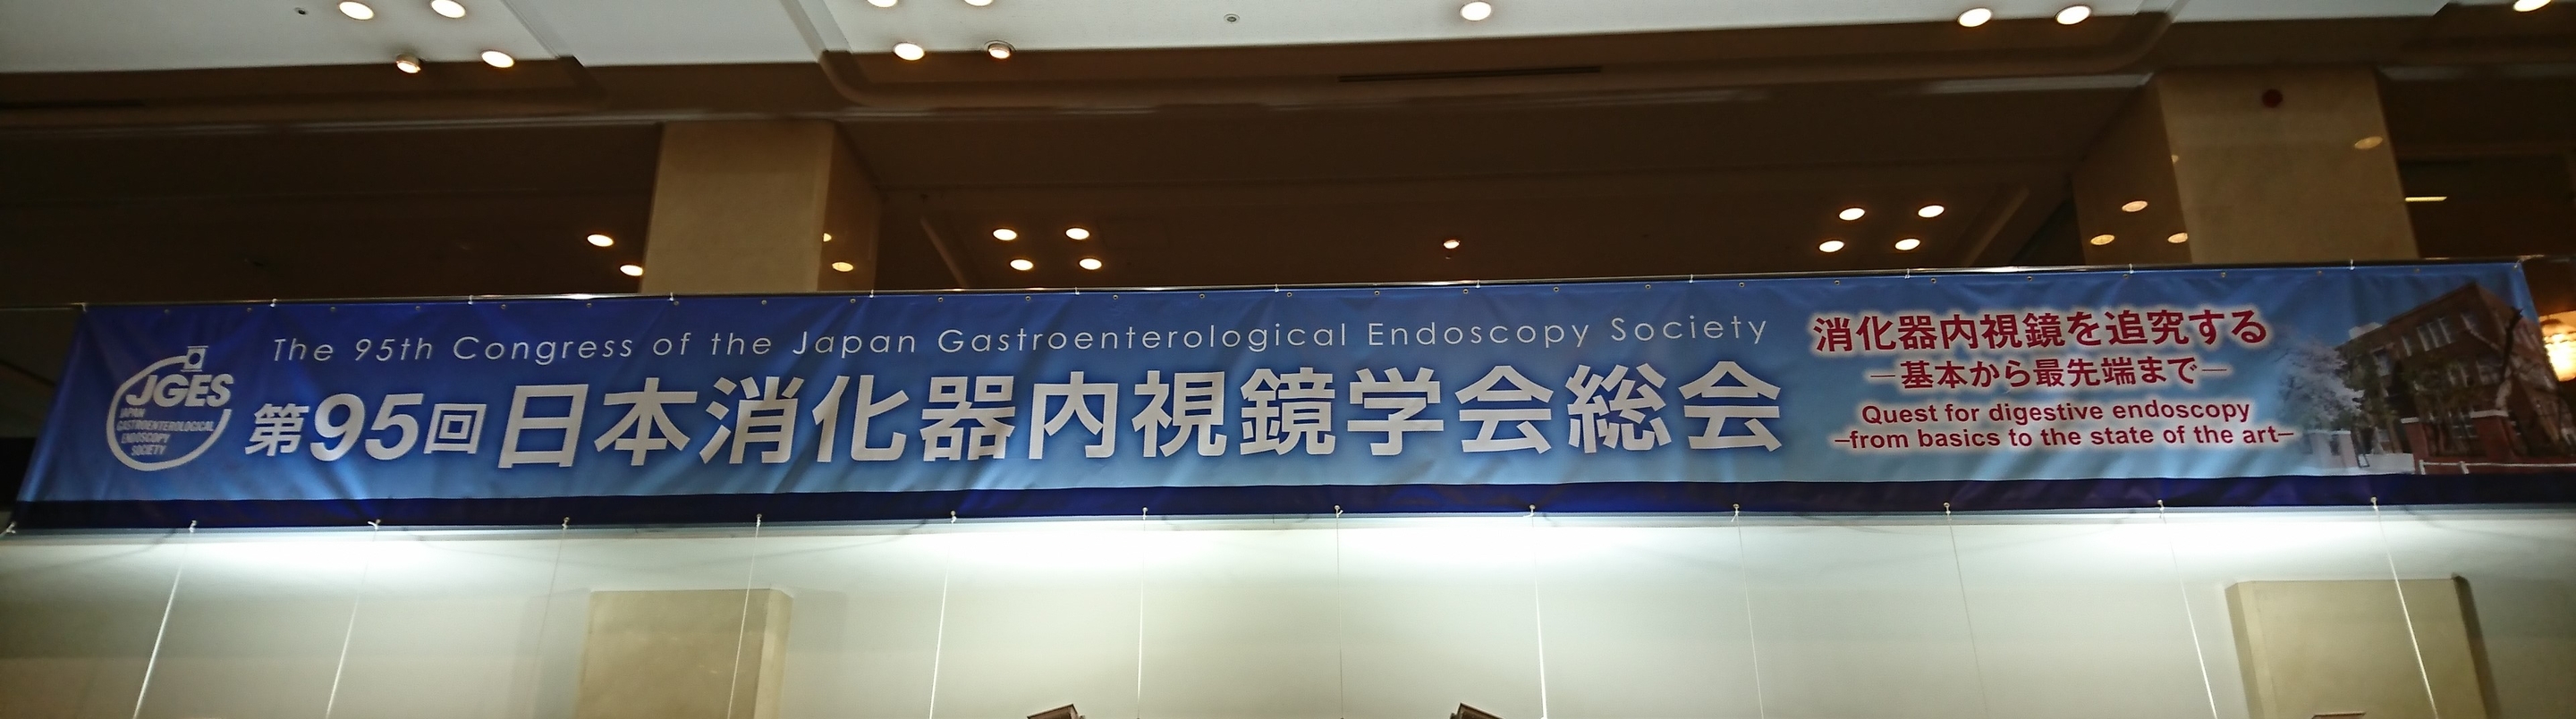 JGES
JAPAN
GASTROENTEROLOGICAL
ENDOSCOPY
SOCIETY
The 95th Congress of the Japan Gastroenterological Endoscopy Society
第95回日本消化器内視鏡学会総会
消化器内視鏡を追究する
―基本から最先端まで―
Quest for digestive endoscopy
–from basics to the state of the art–